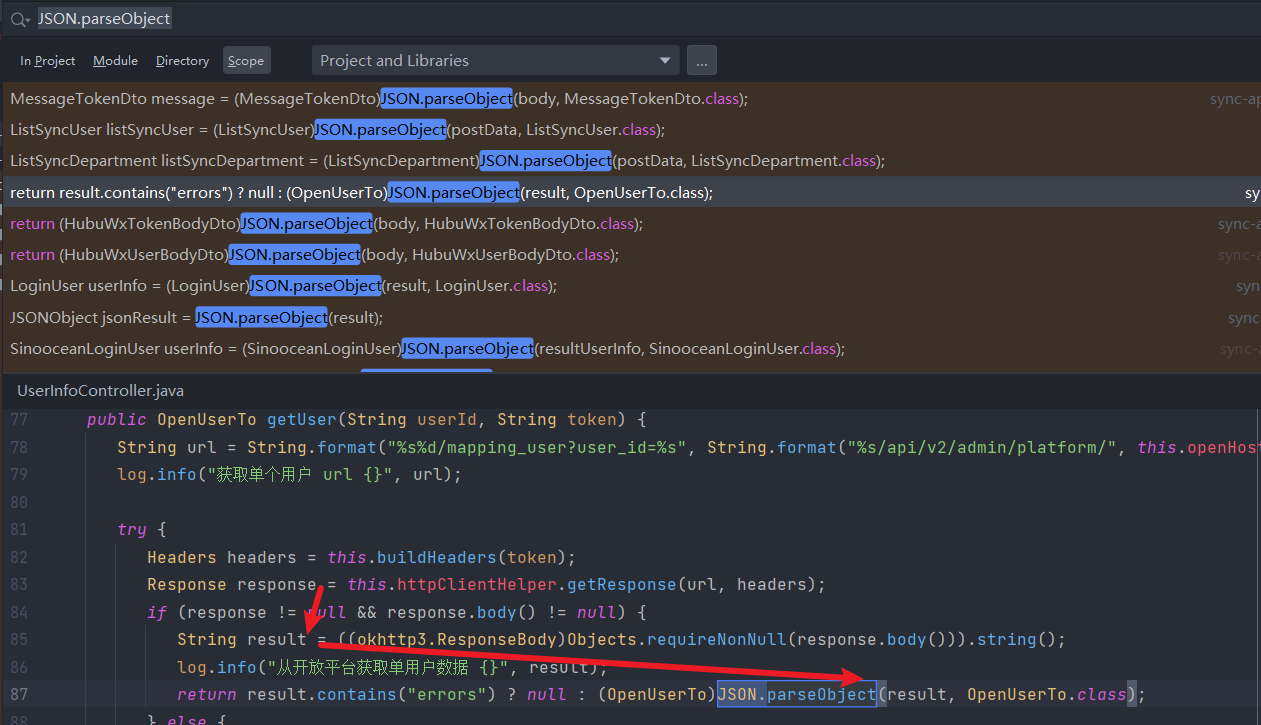 JSON.parseObject
In Project Module Directory Scope Project and Libraries ...
MessageTokenDto message = (MessageTokenDto)JSON.parseObject(body, MessageTokenDto.class); sync-ap
ListSyncUser listSyncUser = (ListSyncUser)JSON.parseObject(postData, ListSyncUser.class);
ListSyncDepartment listSyncDepartment = (ListSyncDepartment)JSON.parseObject(postData, ListSyncDepartment.class);
return result.contains("errors") ? null : (OpenUserTo)JSON.parseObject(result, OpenUserTo.class); sy
return (HubuWxTokenBodyDto)JSON.parseObject(body, HubuWxTokenBodyDto.class); sync-a
return (HubuWxUserBodyDto)JSON.parseObject(body, HubuWxUserBodyDto.class); sync-a
LoginUser userInfo = (LoginUser)JSON.parseObject(result, LoginUser.class); syn
JSONObject jsonResult = JSON.parseObject(result); sync
SinooceanLoginUser userInfo = (SinooceanLoginUser)JSON.parseObject(resultUserInfo, SinooceanLoginUser.class); sync-a
UserInfoController.java
77 public OpenUserTo getUser(String userId, String token) {
78 String url = String.format("%s%d/mapping_user?user_id=%s", String.format("%s/api/v2/admin/platform/", this.openHost
79 log.info("获取单个用户 url {}", url);
80
81 try {
82 Headers headers = this.buildHeaders(token);
83 Response response = this.httpClientHelper.getResponse(url, headers);
84 if (response != null && response.body() != null) {
85 String result = ((okhttp3.ResponseBody)Objects.requireNonNull(response.body())).string();
86 log.info("从开放平台获取单用户数据 {}", result);
87 return result.contains("errors") ? null : (OpenUserTo)JSON.parseObject(result, OpenUserTo.class);
88 } else {